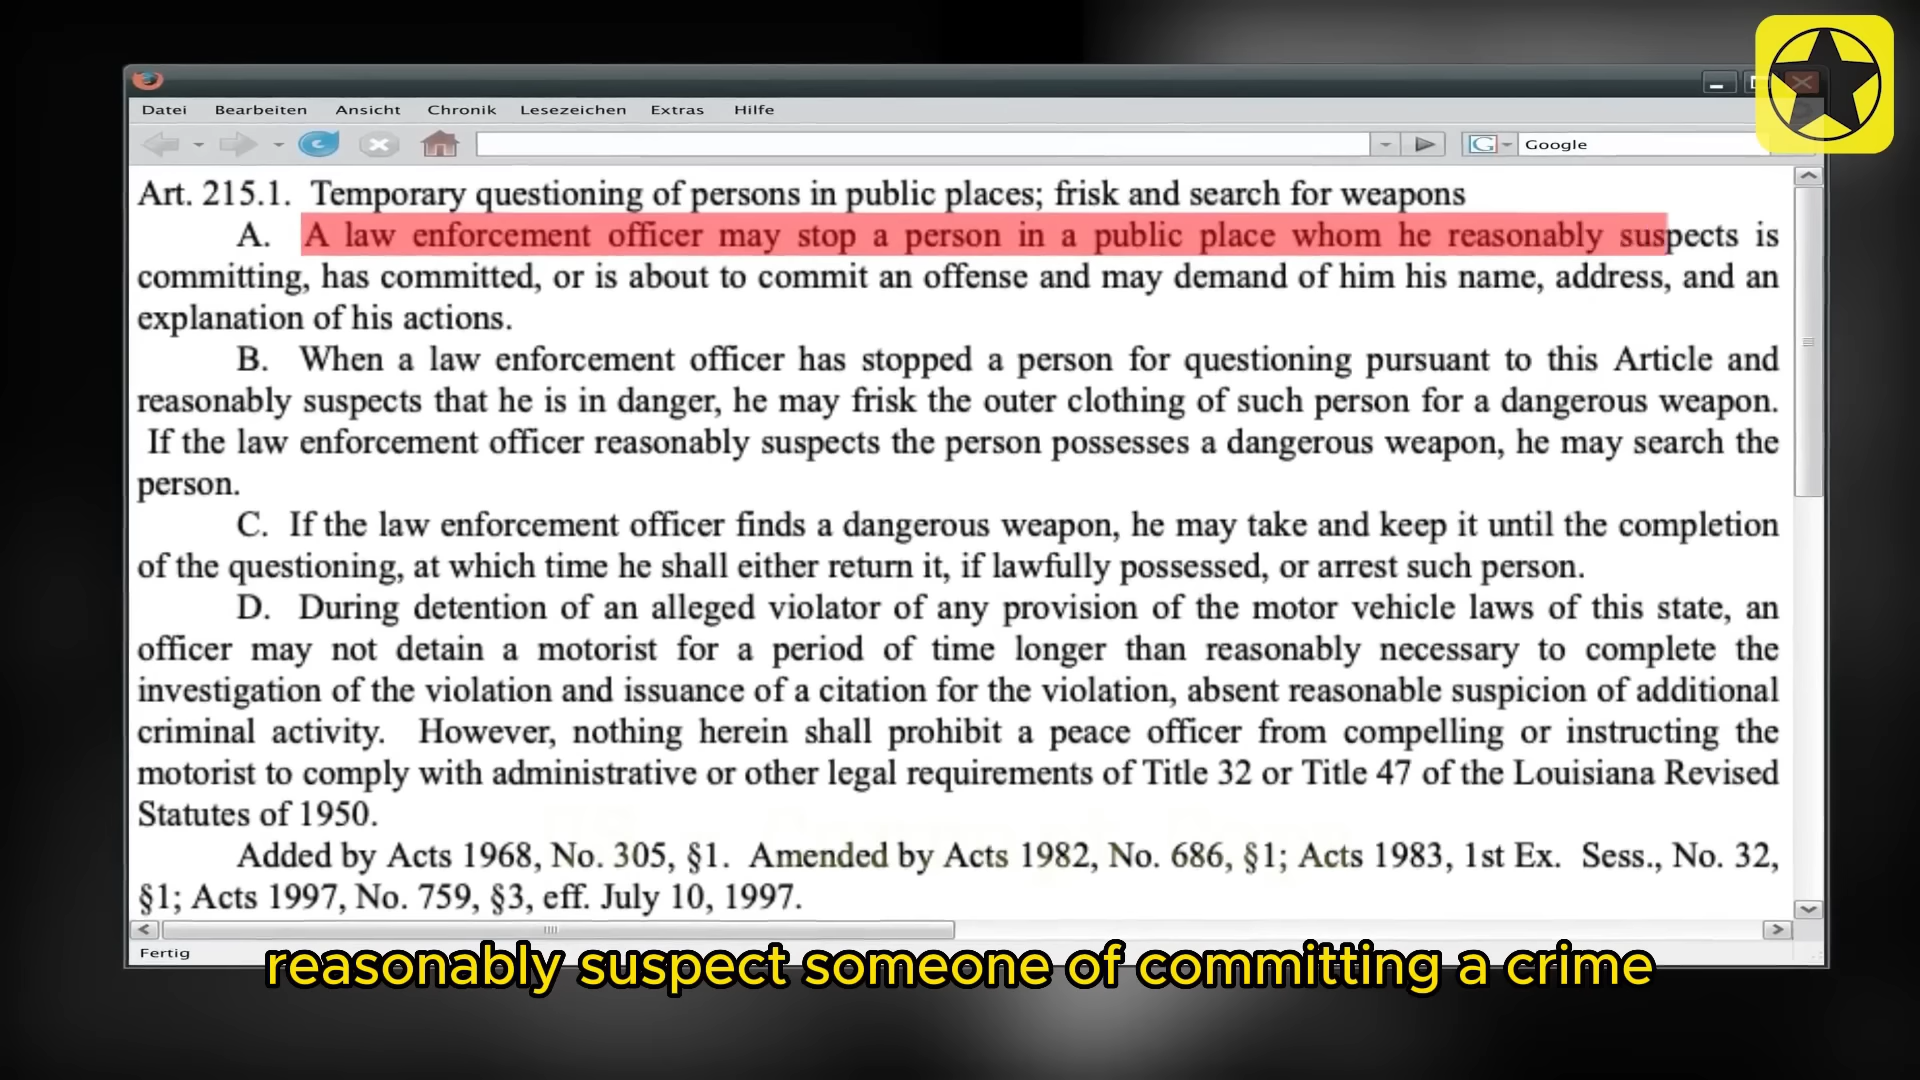 Datei Bearbeiten Ansicht Chronik Lesezeichen Extras Hilfe
G Google
Art. 215.1. Temporary questioning of persons in public places; frisk and search for weapons
A. A law enforcement officer may stop a person in a public place whom he reasonably suspects is
committing, has committed, or is about to commit an offense and may demand of him his name, address, and an
explanation of his actions.
B. When a law enforcement officer has stopped a person for questioning pursuant to this Article and
reasonably suspects that he is in danger, he may frisk the outer clothing of such person for a dangerous weapon.
If the law enforcement officer reasonably suspects the person possesses a dangerous weapon, he may search the
person.
C. If the law enforcement officer finds a dangerous weapon, he may take and keep it until the completion
of the questioning, at which time he shall either return it, if lawfully possessed, or arrest such person.
D. During detention of an alleged violator of any provision of the motor vehicle laws of this state, an
officer may not detain a motorist for a period of time longer than reasonably necessary to complete the
investigation of the violation and issuance of a citation for the violation, absent reasonable suspicion of additional
criminal activity. However, nothing herein shall prohibit a peace officer from compelling or instructing the
motorist to comply with administrative or other legal requirements of Title 32 or Title 47 of the Louisiana Revised
Statutes of 1950.
Added by Acts 1968, No. 305, §1. Amended by Acts 1982, No. 686, §1; Acts 1983, 1st Ex. Sess., No. 32,
§1; Acts 1997, No. 759, §3, eff. July 10, 1997.
Fertig
reasonably suspect someone of committing a crime